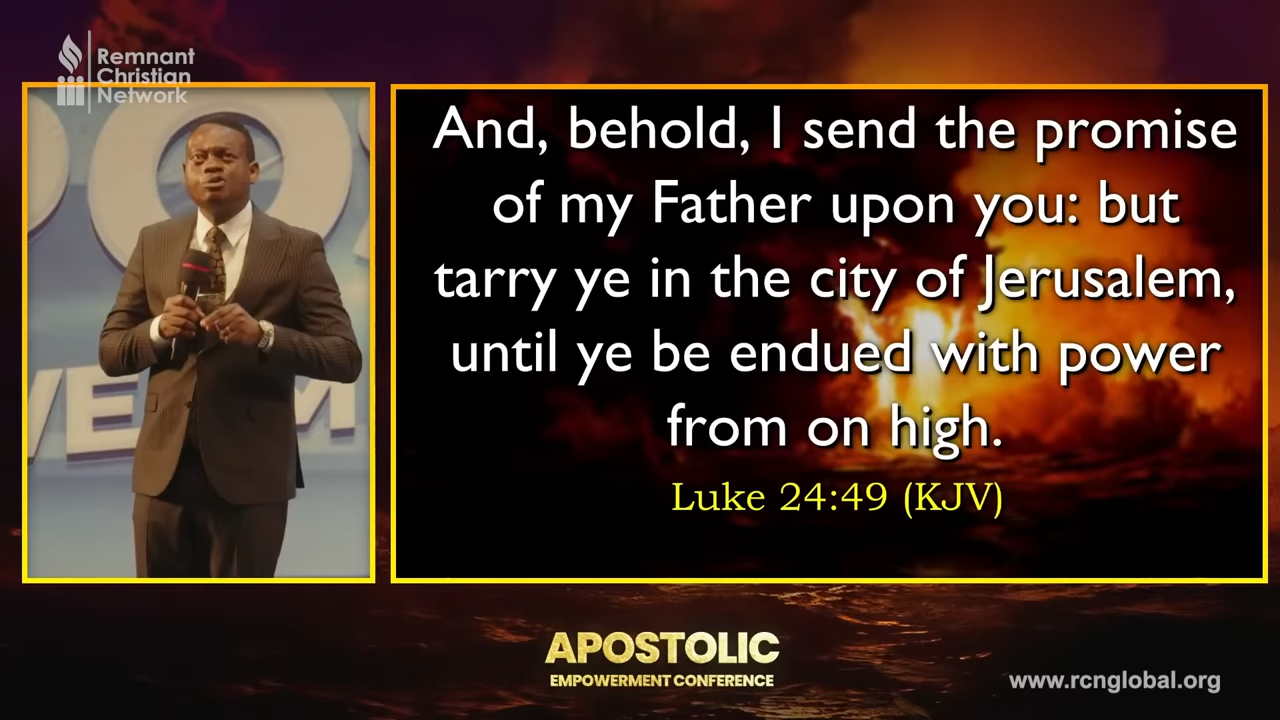 Remnant
Christian
Network
And, behold, I send the promise
of my Father upon you: but
tarry ye in the city of Jerusalem,
until ye be endued with power
from on high.
Luke 24:49 (KJV)
APOSTOLIC
EMPOWERMENT CONFERENCE
www.rcnglobal.org